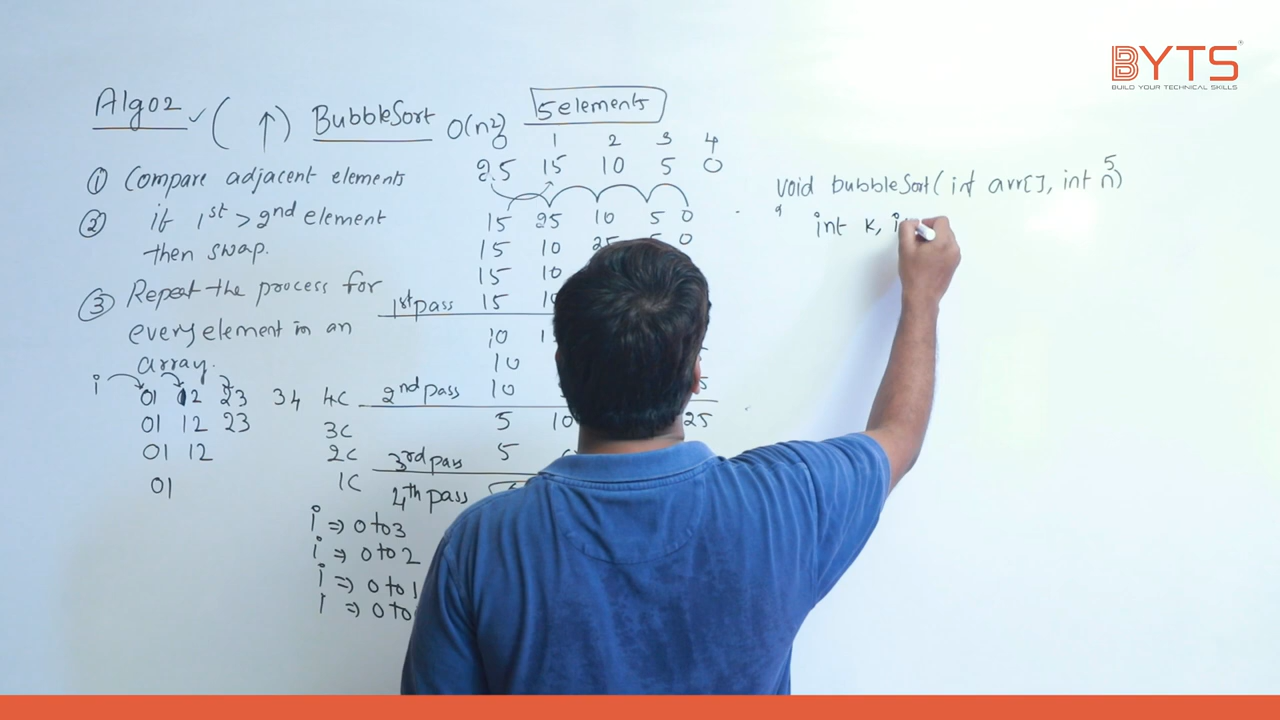 BYTS
BUILD YOUR TECHNICAL SKILLS
Algo2 ✓ (↑) BubbleSort O(n²) 5 elements
0 1 2 3 4
25 15 10 5 0
① Compare adjacent elements
② if 1st > 2nd element
then swap.
③ Repeat the process for
every element in an
array.
15 25 10 5 0
15 10 25 0
15 10
1st pass 15
10
10
2nd pass 10
5 10 25
3rd pass 5
4th pass
i
01 12 23 34 4C
01 12 23 3C
01 12 2C
01 1C
i ⇒ 0 to 3
i ⇒ 0 to 2
i ⇒ 0 to 1
i ⇒ 0 to
void bubbleSort(int arr[], int n)
5
int k, i